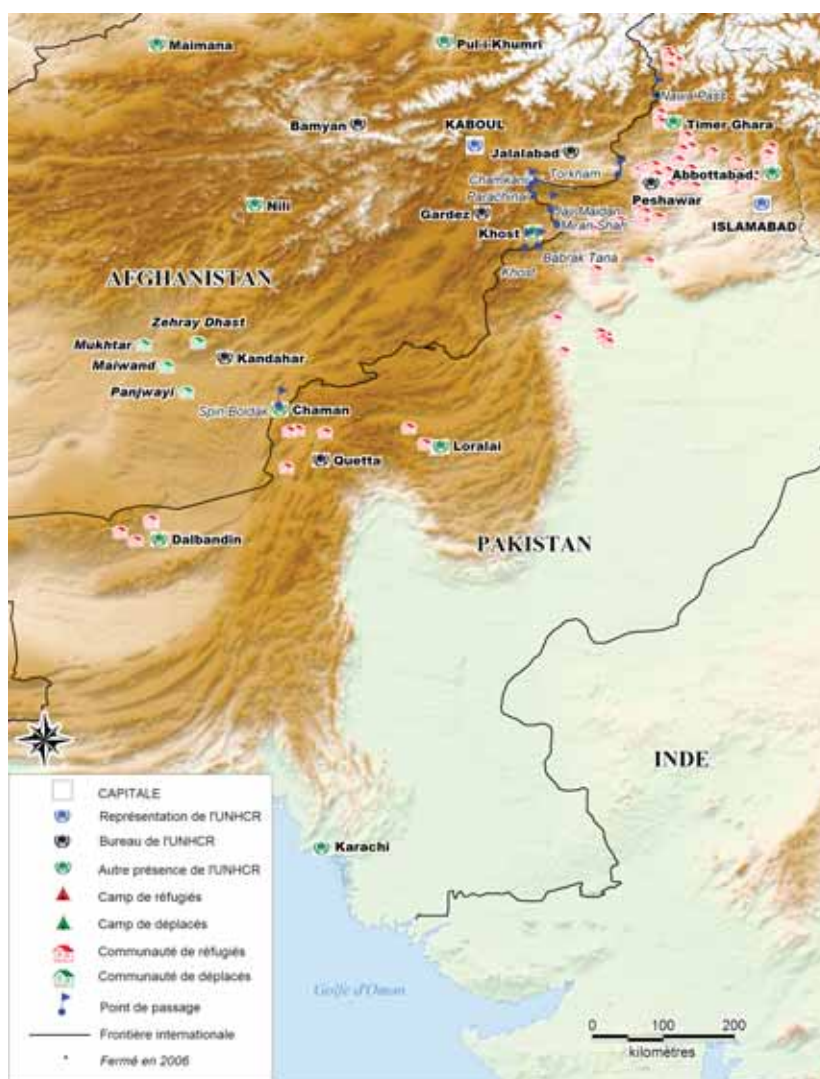 Maimana
Pul-i-Khumri
Nawa Pass
Bamyan
KABOUL
Timer Ghara
Jalalabad
Torkham
Abbottabad
Chamkani
Parachinar
Peshawar
Nili
Gardez
Haji Maidan
Miran Shah
ISLAMABAD
Khost
Babrak Tana
Khost
AFGHANISTAN
Zehray Dhast
Mukhtar
Kandahar
Maiwand
Panjwayi
Spin Boldak
Chaman
Loralai
Quetta
Dalbandin
PAKISTAN
INDE
Karachi
Golfe d'Oman
CAPITALE
Représentation de l'UNHCR
Bureau de l'UNHCR
Autre présence de l'UNHCR
Camp de réfugiés
Camp de déplacés
Communauté de réfugiés
Communauté de déplacés
Point de passage
Frontière internationale
* Fermé en 2006
0 100 200
kilomètres